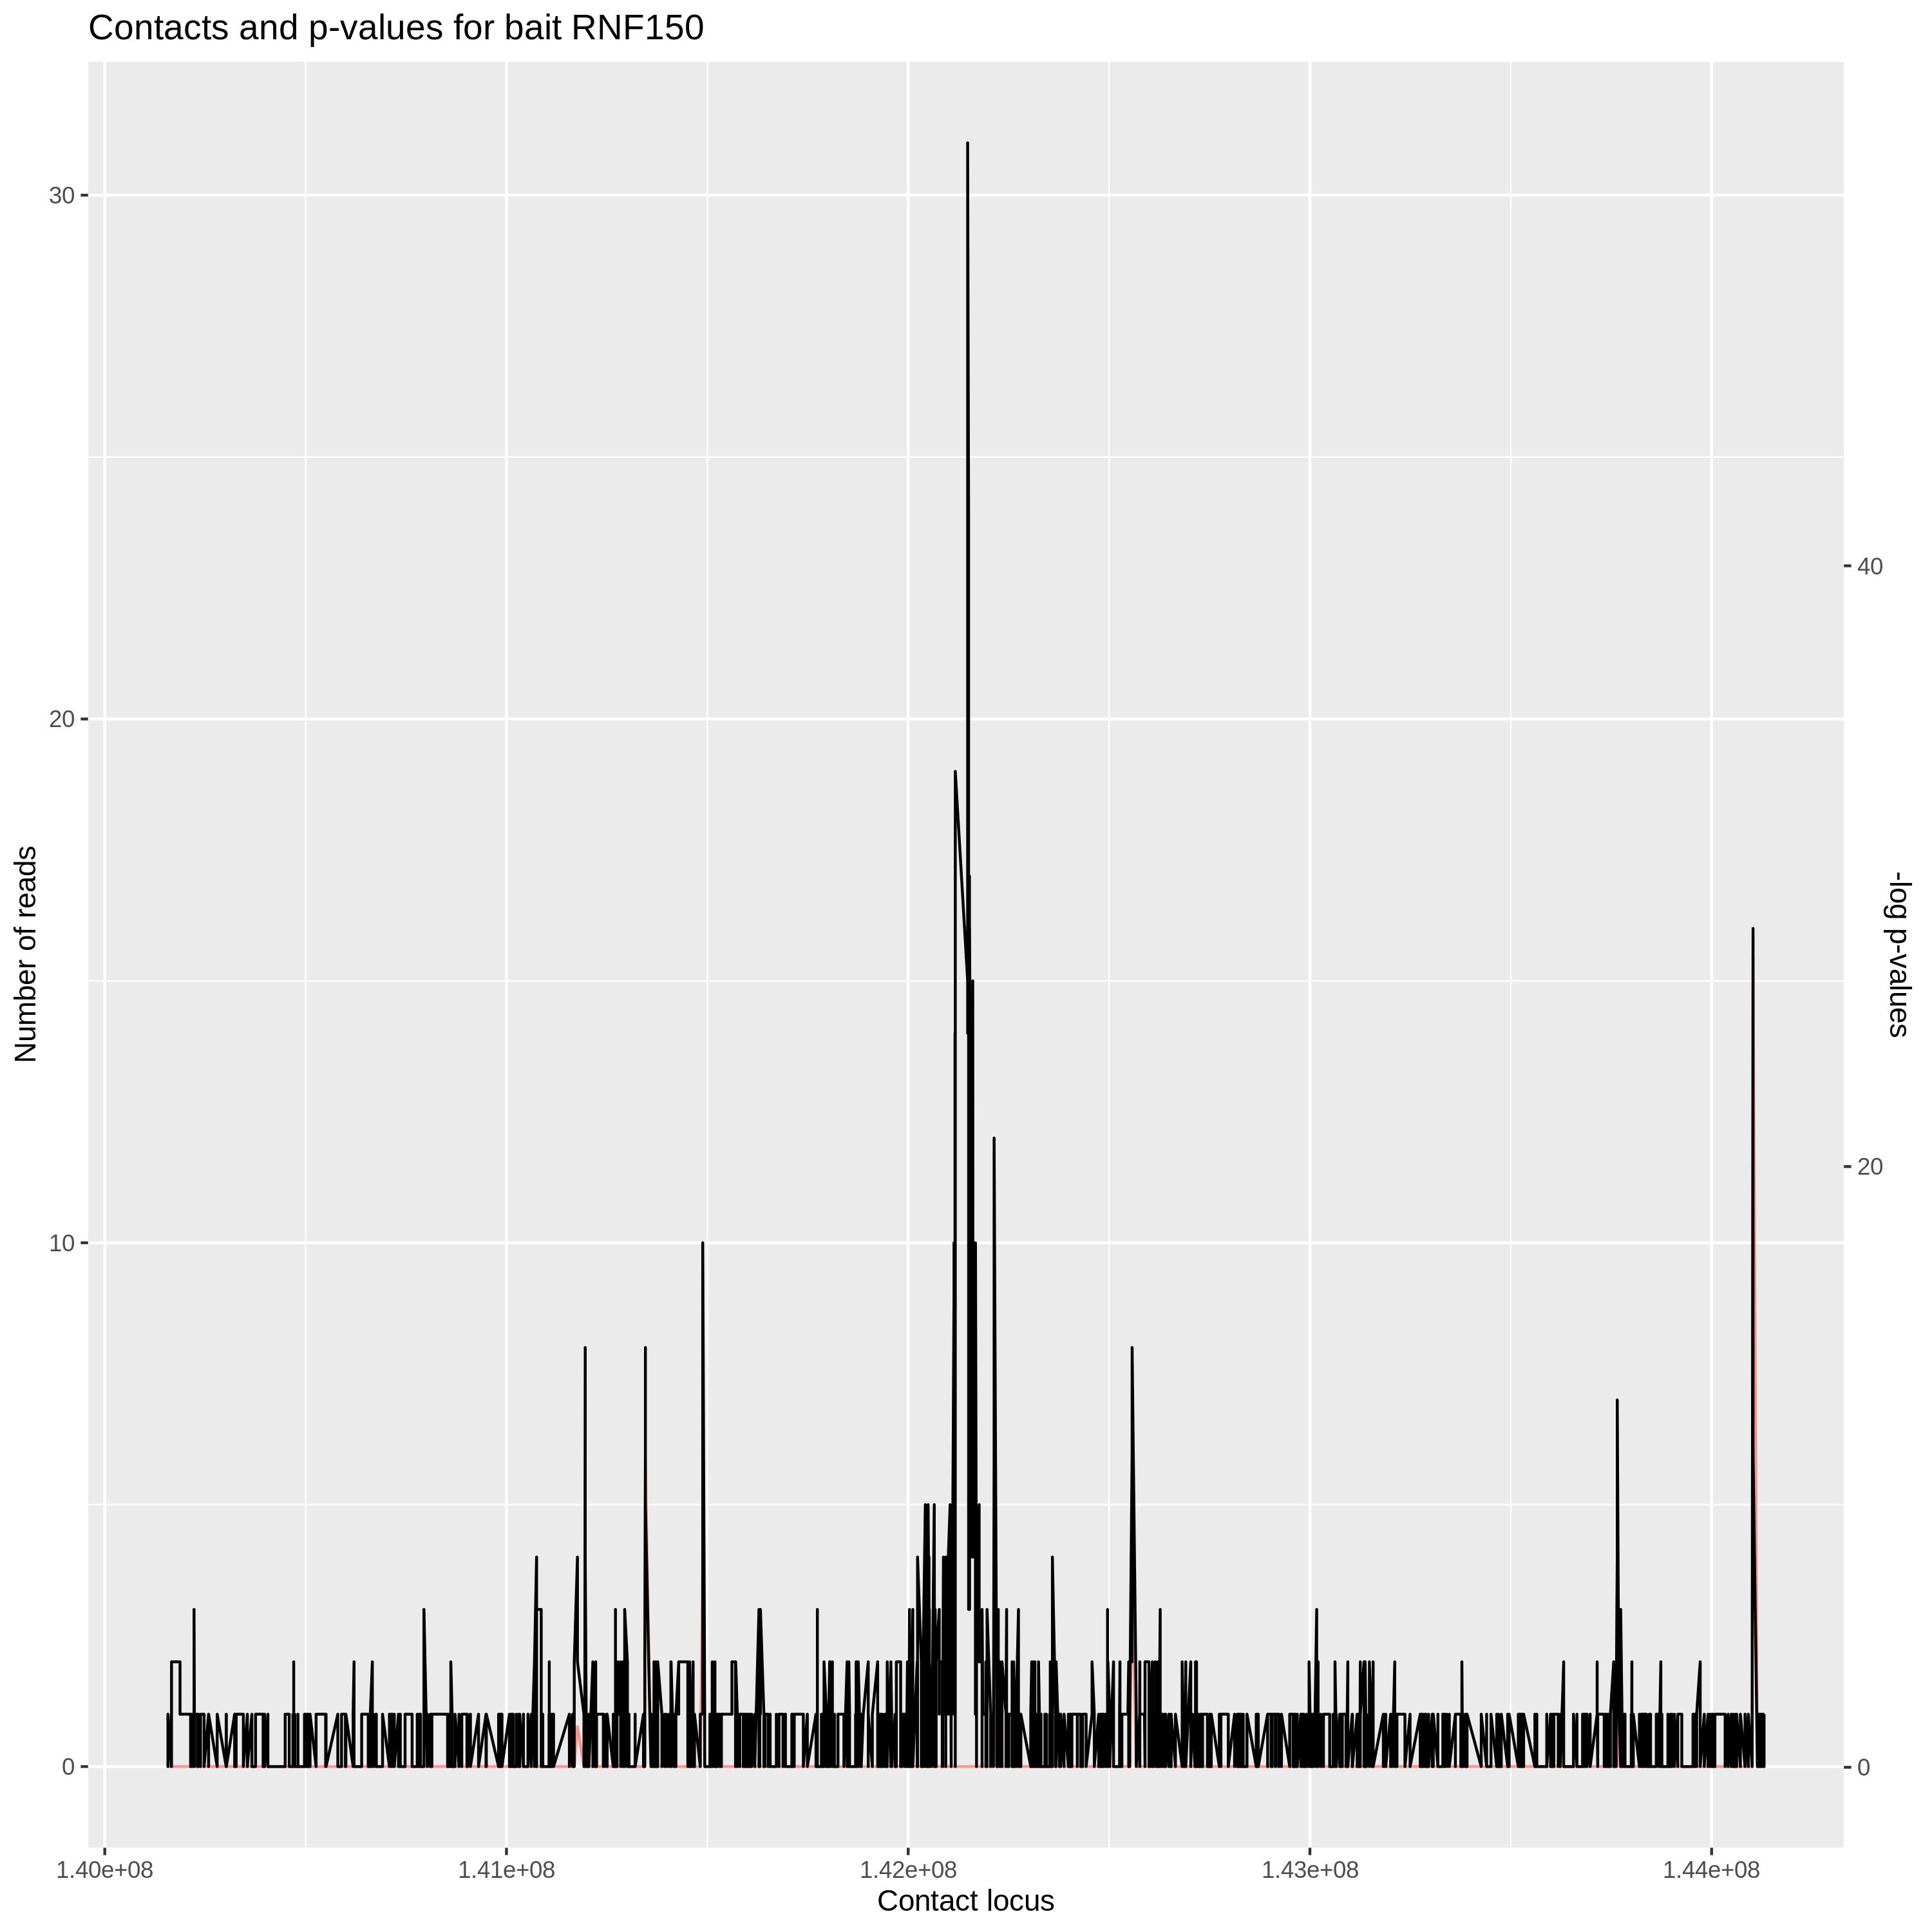 Contacts and p-values for bait RNF150
30
20
10
0
Number of reads
40
20
0
-log p-values
1.40e+08
1.41e+08
1.42e+08
1.43e+08
1.44e+08
Contact locus